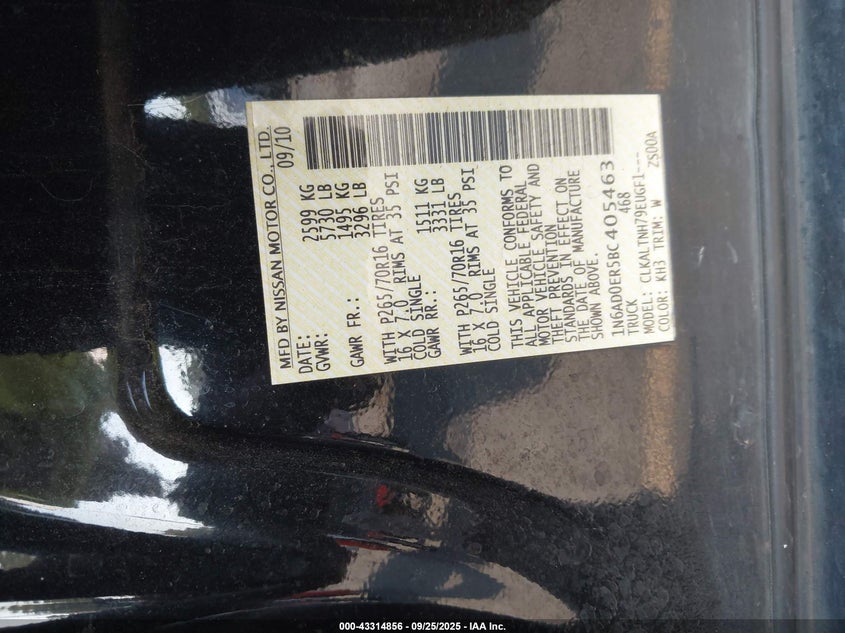 MFD BY NISSAN MOTOR CO., LTD.
DATE: 09/10
GVWR: 2599 KG
5730 LB
GAWR FR.: 1495 KG
3296 LB
WITH P265/70R16 TIRES
16 X 7.0 RIMS AT 35 PSI
COLD SINGLE
GAWR RR.: 1511 KG
3331 LB
WITH P265/70R16 TIRES
16 X 7.0 RIMS AT 35 PSI
COLD SINGLE
THIS VEHICLE CONFORMS TO
ALL APPLICABLE FEDERAL
MOTOR VEHICLE SAFETY AND
THEFT PREVENTION
STANDARDS IN EFFECT ON
THE DATE OF MANUFACTURE
SHOWN ABOVE.
1N6AD0ER5BC405463
TRUCK 468
MODEL: CLKALTNH79EUGF1---
COLOR: KH3 TRIM: W ZS00A
000-43314856 - 09/25/2025 - IAA Inc.